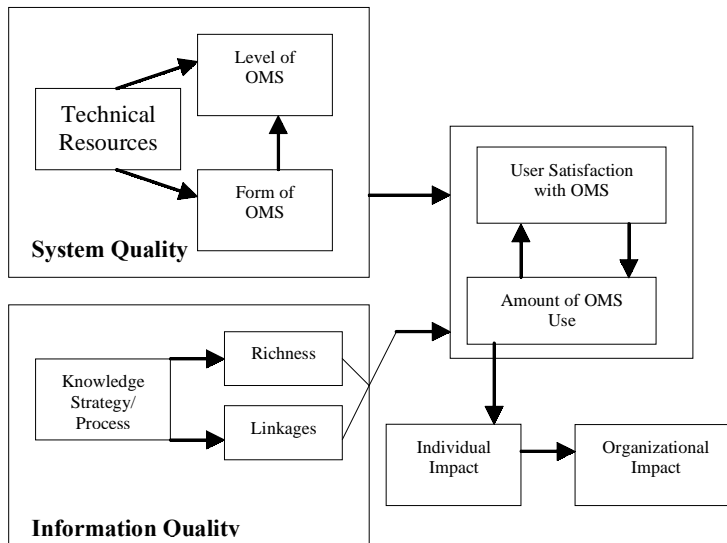 Level of
OMS
Technical
Resources
Form of
OMS
System Quality
User Satisfaction
with OMS
Amount of OMS
Use
Knowledge
Strategy/
Process
Richness
Linkages
Information Quality
Individual
Impact
Organizational
Impact